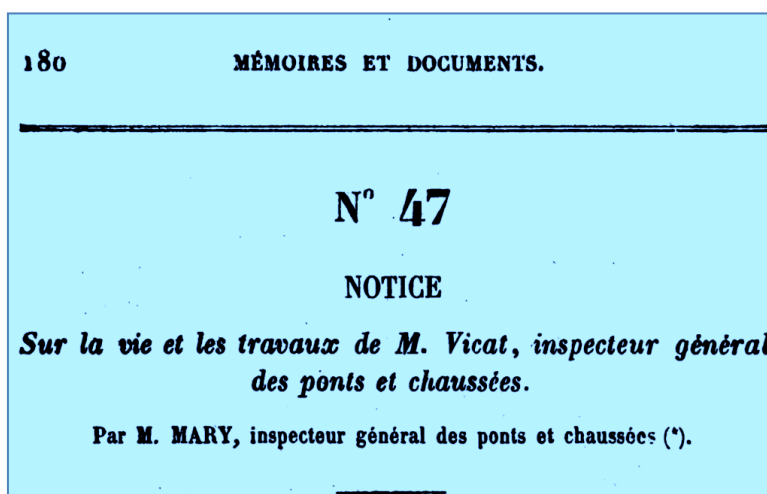 180 MÉMOIRES ET DOCUMENTS.
N° 47
NOTICE
Sur la vie et les travaux de M. Vicat, inspecteur général
des ponts et chaussées.
Par M. MARY, inspecteur général des ponts et chaussées (*).